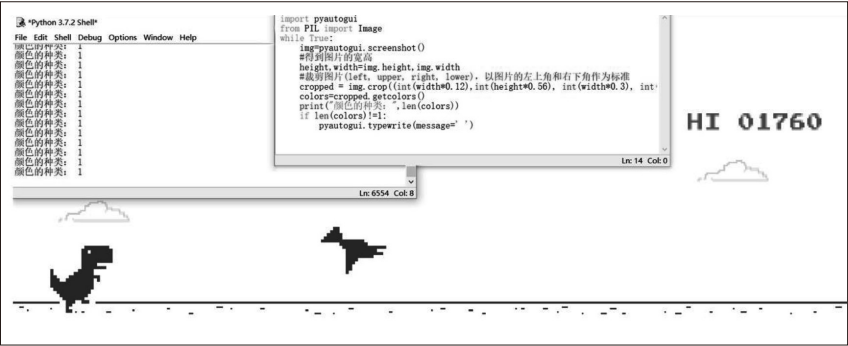 *Python 3.7.2 Shell*
File Edit Shell Debug Options Window Help
颜色的种类： 1
颜色的种类： 1
颜色的种类： 1
颜色的种类： 1
颜色的种类： 1
颜色的种类： 1
颜色的种类： 1
颜色的种类： 1
颜色的种类： 1
颜色的种类： 1
颜色的种类： 1
颜色的种类： 1
颜色的种类： 1
Ln: 6554 Col: 8
import pyautogui
from PIL import Image
while True:
img=pyautogui.screenshot()
#得到图片的宽高
height,width=img.height,img.width
#裁剪图片(left, upper, right, lower)，以图片的左上角和右下角作为标准
cropped = img.crop((int(width*0.12),int(height*0.56), int(width*0.3), int
colors=cropped.getcolors()
print("颜色的种类：",len(colors))
if len(colors)!=1:
pyautogui.typewrite(message=' ')
Ln: 14 Col: 0
HI 01760